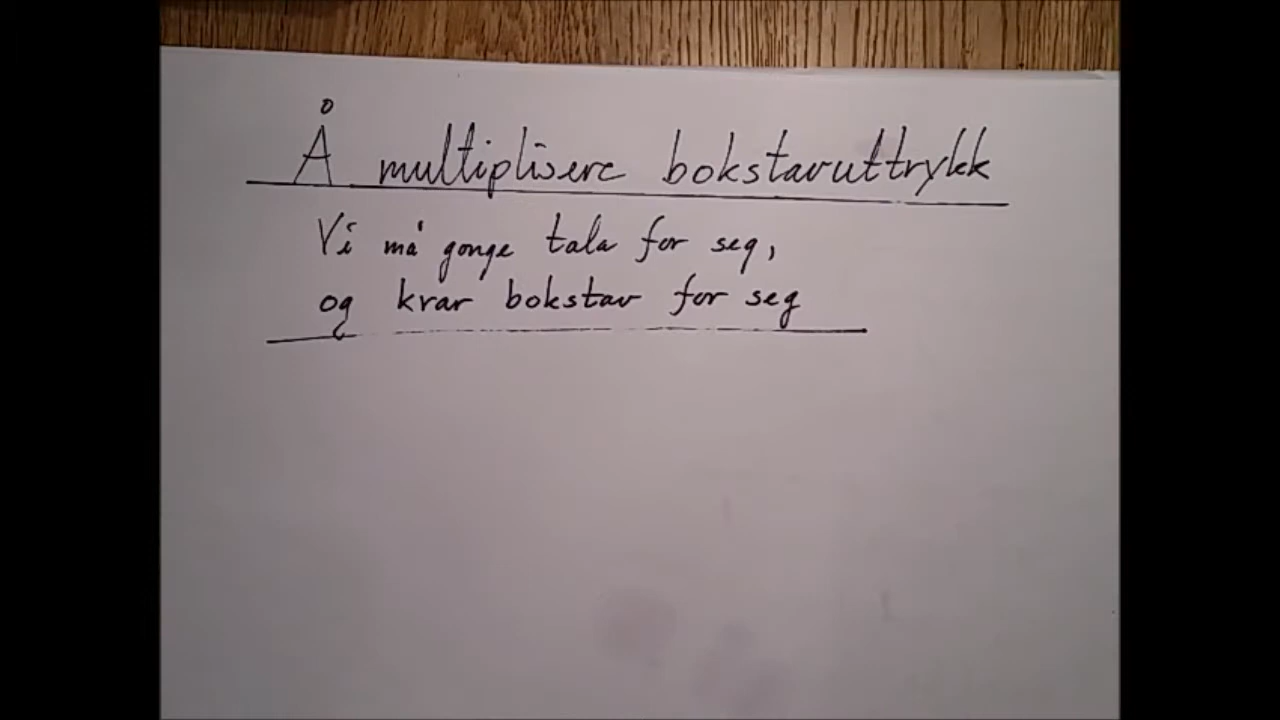 Å multiplisere bokstavuttrykk
Vi må gonge tala for seg,
og kvar bokstav for seg